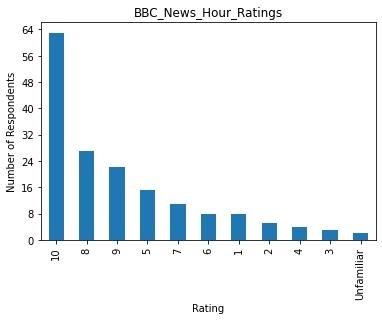 BBC_News_Hour_Ratings
Number of Respondents
64
56
48
40
32
24
16
8
0
10 8 9 5 7 6 1 2 4 3 Unfamiliar
Rating